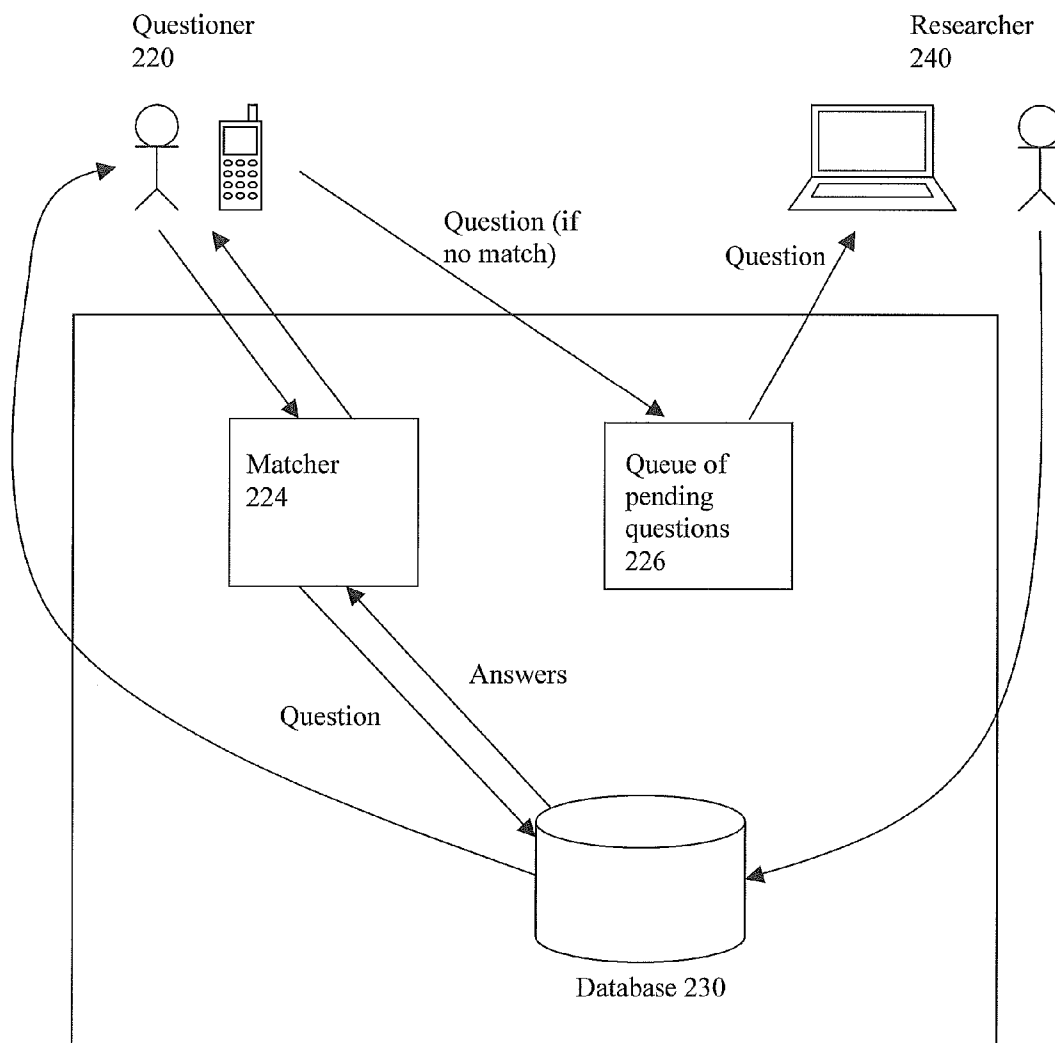 Questioner
220
Researcher
240
Question (if
no match)
Question
Matcher
224
Queue of
pending
questions
226
Answers
Question
Database 230